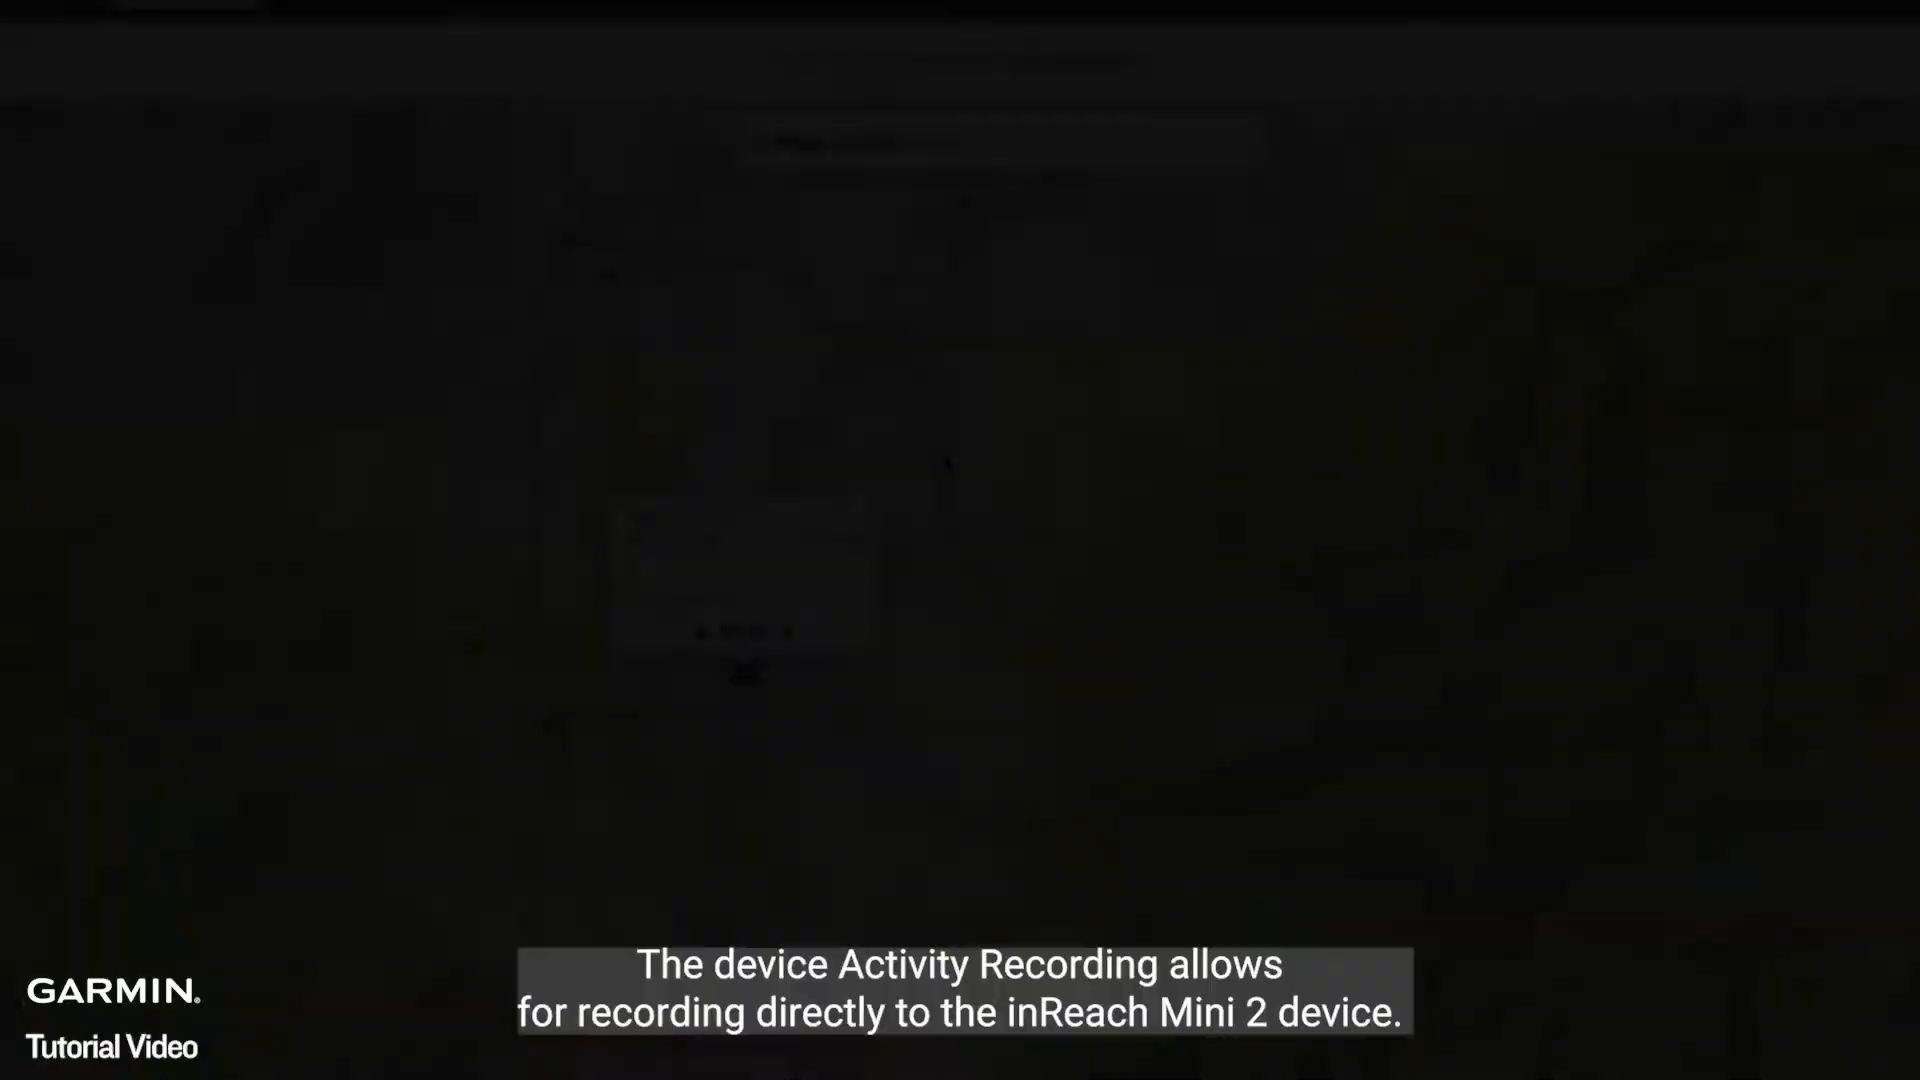 The device Activity Recording allows
for recording directly to the inReach Mini 2 device.
GARMIN.
Tutorial Video